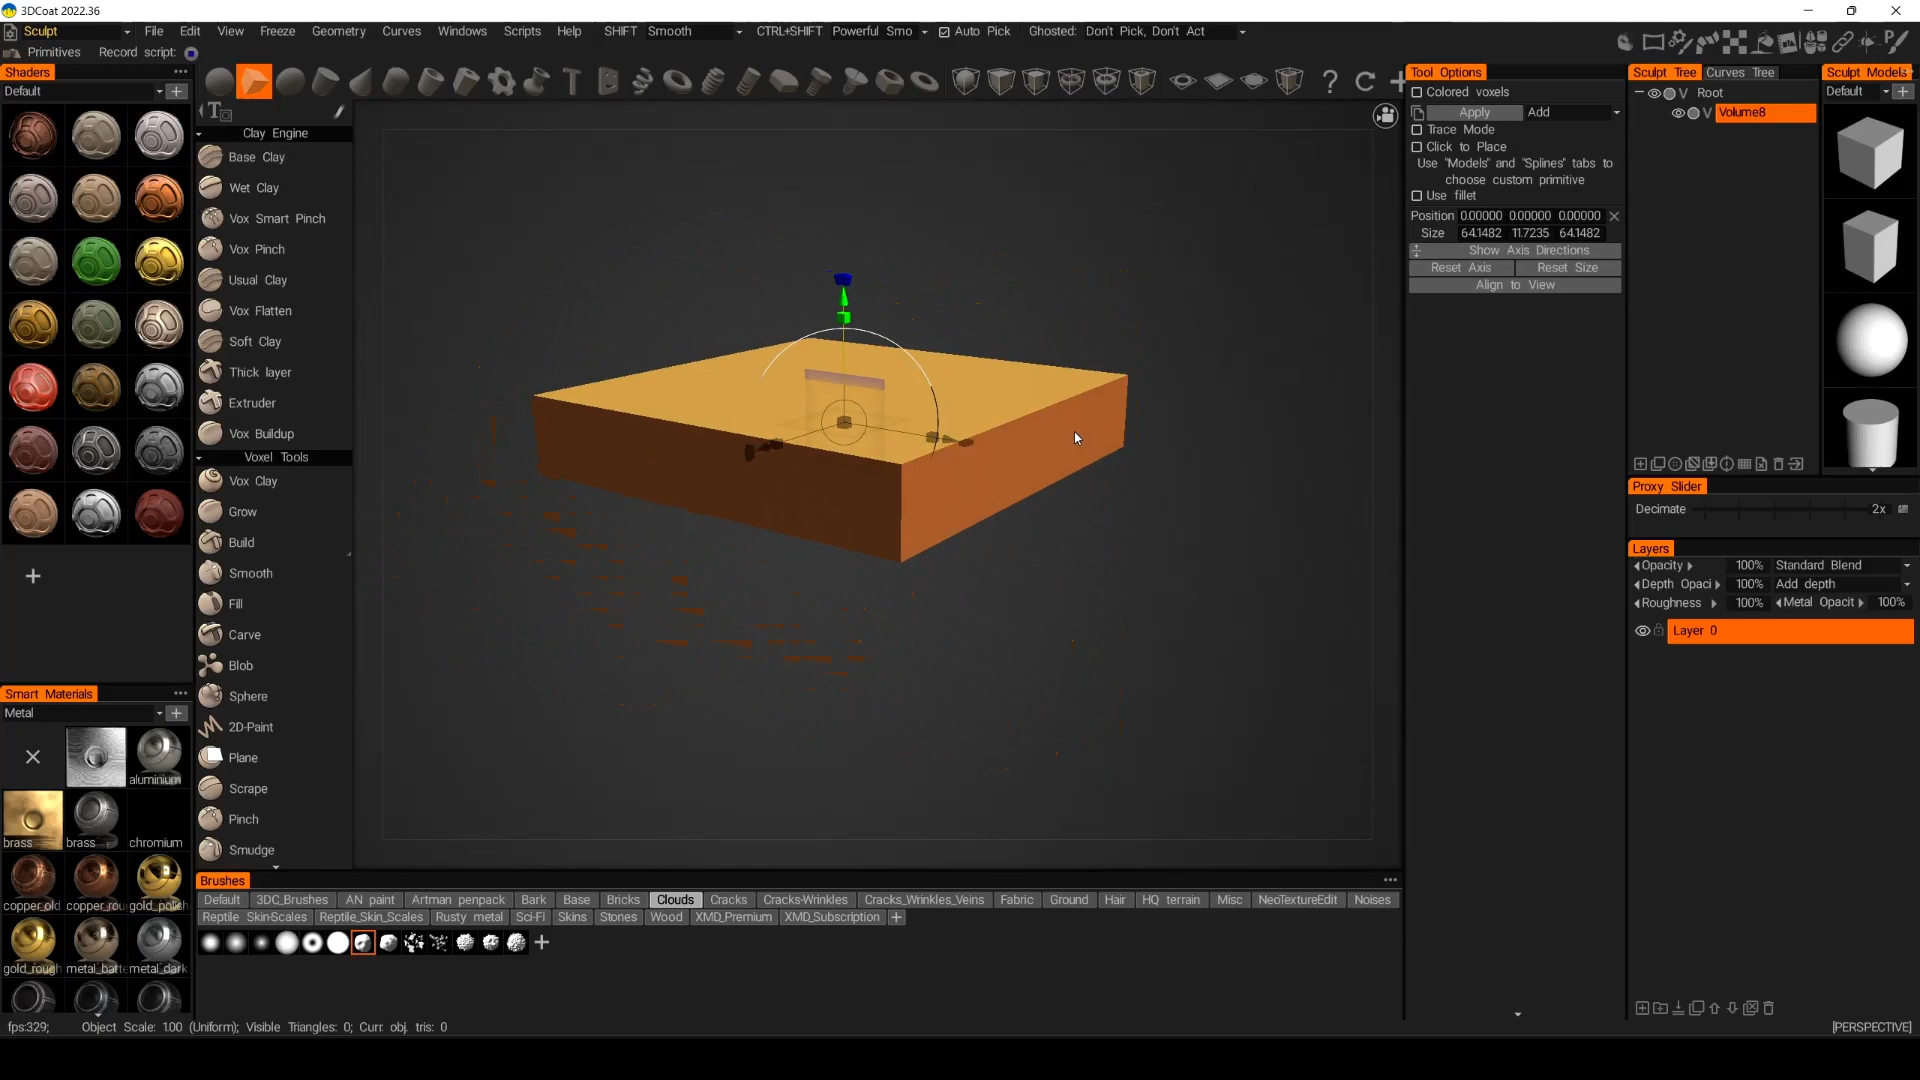 3DCoat 2022.36
Sculpt File Edit View Freeze Geometry Curves Windows Scripts Help SHIFT Smooth CTRL+SHIFT Powerful Smo Auto Pick Ghosted: Don't Pick, Don't Act
Primitives Record script:
Shaders
Default
Clay Engine
Base Clay
Wet Clay
Vox Smart Pinch
Vox Pinch
Usual Clay
Vox Flatten
Soft Clay
Thick layer
Extruder
Vox Buildup
Voxel Tools
Vox Clay
Grow
Build
Smooth
Fill
Carve
Blob
Sphere
2D-Paint
Plane
Scrape
Pinch
Smudge
Smart Materials
Metal
aluminium
brass brass chromium
copper_old copper_rou gold_polish
gold_rough metal_batt metal_dark
Brushes
Default 3DC_Brushes AN paint Artman penpack Bark Base Bricks Clouds Cracks Cracks-Wrinkles Cracks_Wrinkles_Veins Fabric Ground Hair HQ terrain Misc NeoTextureEdit Noises
Reptile Skin-Scales Reptile_Skin_Scales Rusty metal Sci-Fi Skins Stones Wood XMD_Premium XMD_Subscription +
Tool Options
Colored voxels
Apply Add
Trace Mode
Click to Place
Use "Models" and "Splines" tabs to
choose custom primitive
Use fillet
Position 0.00000 0.00000 0.00000
Size 64.1482 11.7235 64.1482
Show Axis Directions
Reset Axis Reset Size
Align to View
Sculpt Tree Curves Tree
Root
V Volume8
Sculpt Models
Default
Proxy Slider
Decimate 2x
Layers
Opacity 100% Standard Blend
Depth Opaci 100% Add depth
Roughness 100% Metal Opacit 100%
Layer 0
fps:329; Object Scale: 1.00 (Uniform); Visible Triangles: 0; Curr. obj. tris: 0
[PERSPECTIVE]